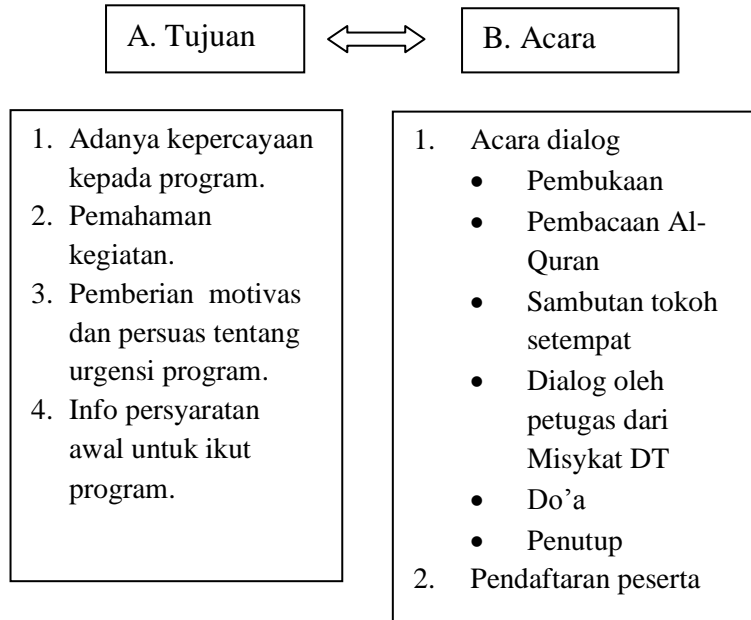 A. Tujuan
B. Acara
1. Adanya kepercayaan
kepada program.
2. Pemahaman
kegiatan.
3. Pemberian motivas
dan persuas tentang
urgensi program.
4. Info persyaratan
awal untuk ikut
program.
1. Acara dialog
• Pembukaan
• Pembacaan Al-
Quran
• Sambutan tokoh
setempat
• Dialog oleh
petugas dari
Misykat DT
• Do’a
• Penutup
2. Pendaftaran peserta